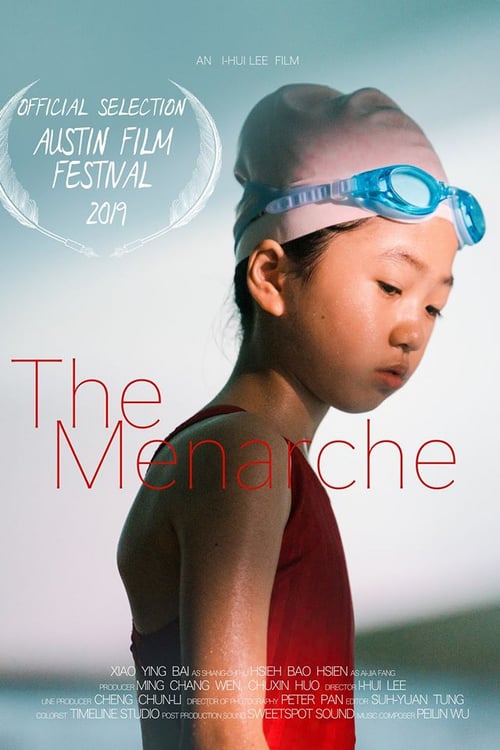 AN I-HUI LEE FILM
OFFICIAL SELECTION
AUSTIN FILM
FESTIVAL
2019
The
Menarche
XIAO YING BAI AS SHIANG-CHI LI HSIEH BAO HSIEN AS AIJIA FANG
PRODUCER MING CHANG WEN, CHUXIN HUO DIRECTOR I-HUI LEE
LINE PRODUCER CHENG CHUN-LI DIRECTOR OF PHOTOGRAPHY PETER PAN EDITOR SUH-YUAN TUNG
COLORIST TIMELINE STUDIO POST PRODUCTION SOUND SWEETSPOT SOUND MUSIC COMPOSER PEILIN WU